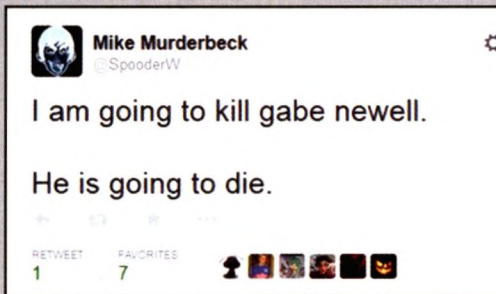 Mike Murderbeck
@SpooderW
I am going to kill gabe newell.
He is going to die.
RETWEET FAVORITES
1 7